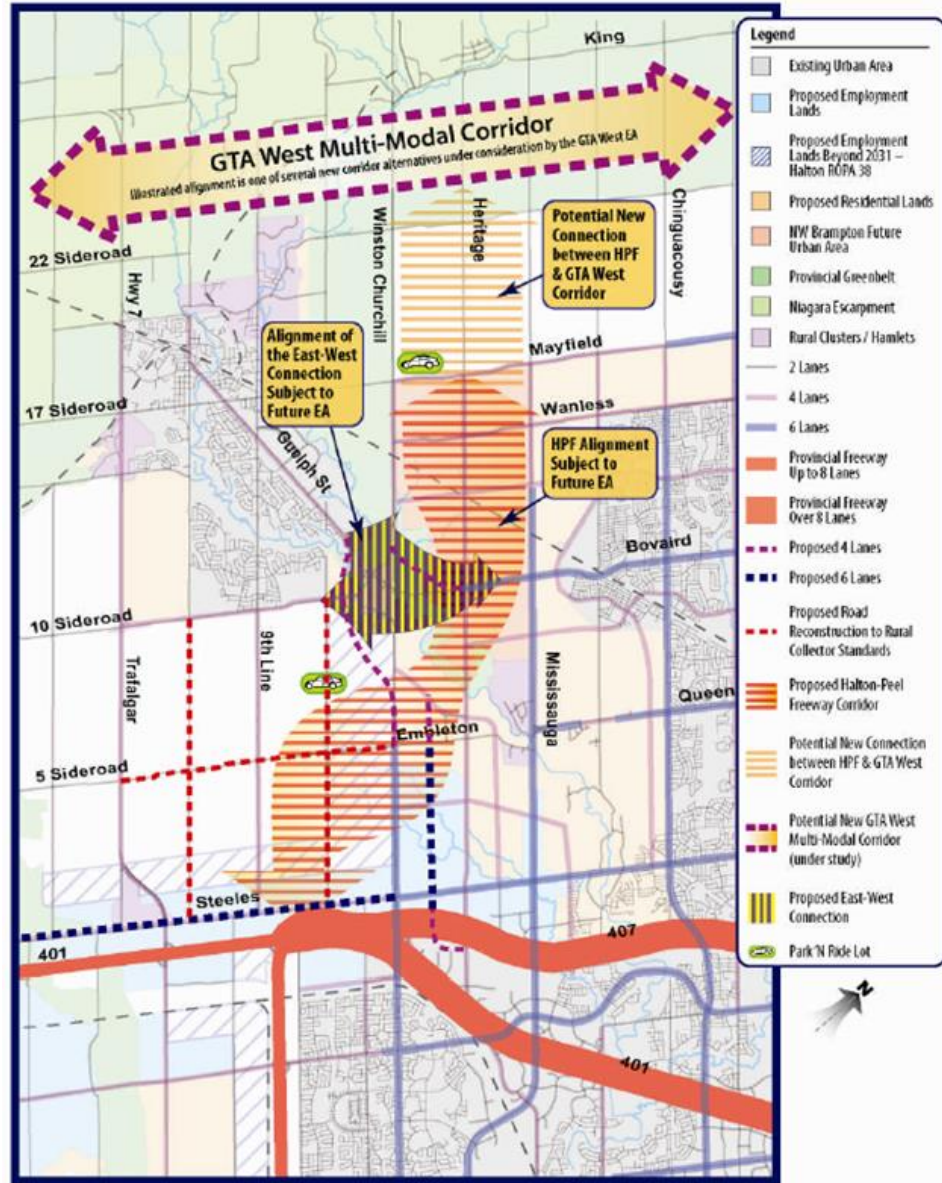 King
GTA West Multi-Modal Corridor
Illustrated alignment is one of several new corridor alternatives under consideration by the GTA West EA
22 Sideroad
Hwy 7
Winston Churchill
Heritage
Chinguacousy
Potential New
Connection
between HPF
& GTA West
Corridor
Alignment of
the East-West
Connection
Subject to
Future EA
Mayfield
17 Sideroad
Wanless
Guelph St
HPF Alignment
Subject to
Future EA
Bovaird
10 Sideroad
Trafalgar
9th Line
Mississauga
Queen
Embleton
5 Sideroad
Steeles
401
407
401
Legend
Existing Urban Area
Proposed Employment
Lands
Proposed Employment
Lands Beyond 2031 –
Halton ROPA 38
Proposed Residential Lands
NW Brampton Future
Urban Area
Provincial Greenbelt
Niagara Escarpment
Rural Clusters / Hamlets
2 Lanes
4 Lanes
6 Lanes
Provincial Freeway
Up to 8 Lanes
Provincial Freeway
Over 8 Lanes
Proposed 4 Lanes
Proposed 6 Lanes
Proposed Road
Reconstruction to Rural
Collector Standards
Proposed Halton-Peel
Freeway Corridor
Potential New Connection
between HPF & GTA West
Corridor
Potential New GTA West
Multi-Modal Corridor
(under study)
Proposed East-West
Connection
Park 'N Ride Lot
N